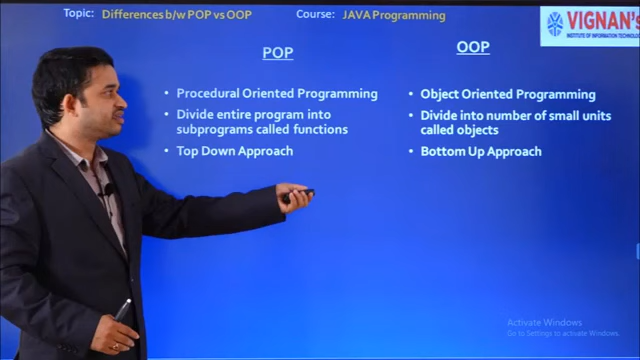 Topic: Differences b/w POP vs OOP Course: JAVA Programming
VIGNAN's
INSTITUTE OF INFORMATION TECHNOLOGY
POP
• Procedural Oriented Programming
• Divide entire program into
subprograms called functions
• Top Down Approach
OOP
• Object Oriented Programming
• Divide into number of small units
called objects
• Bottom Up Approach
Activate Windows
Go to Settings to activate Windows.